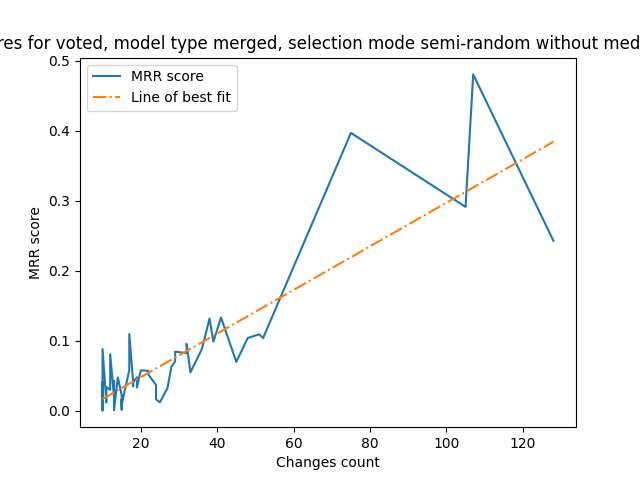 res for voted, model type merged, selection mode semi-random without med
MRR score
Line of best fit
MRR score
0.5
0.4
0.3
0.2
0.1
0.0
20 40 60 80 100 120
Changes count